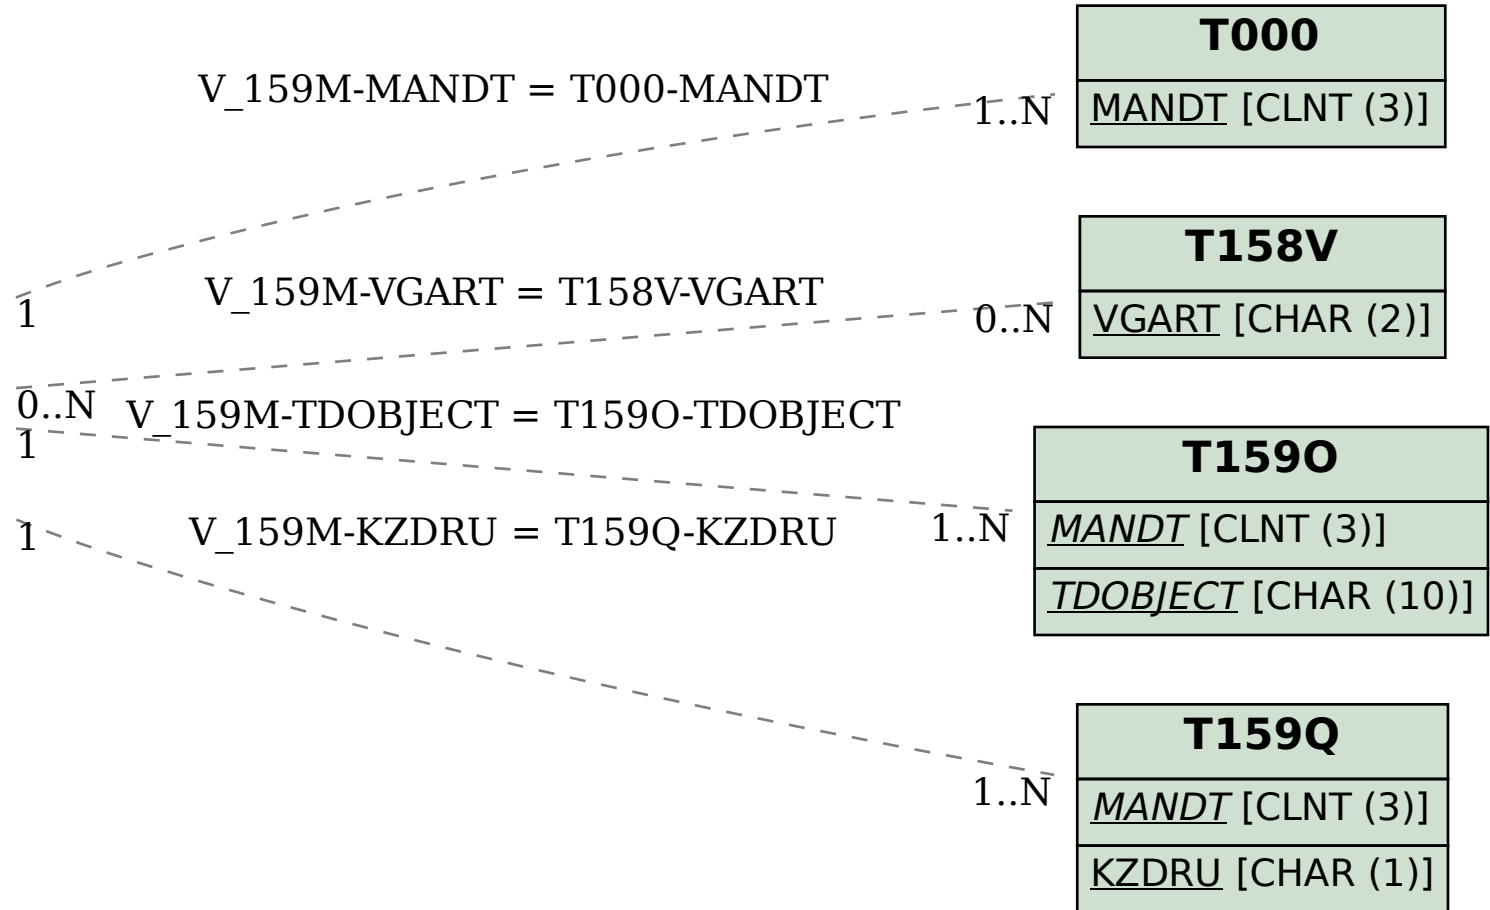 T000
V_159M-MANDT = T000-MANDT
1..N
MANDT [CLNT (3)]
T158V
V_159M-VGART = T158V-VGART
1
0..N
VGART [CHAR (2)]
0..N
V_159M-TDOBJECT = T159O-TDOBJECT
1
T159O
V_159M-KZDRU = T159Q-KZDRU
1
1..N
MANDT [CLNT (3)]
TDOBJECT [CHAR (10)]
T159Q
1..N
MANDT [CLNT (3)]
KZDRU [CHAR (1)]